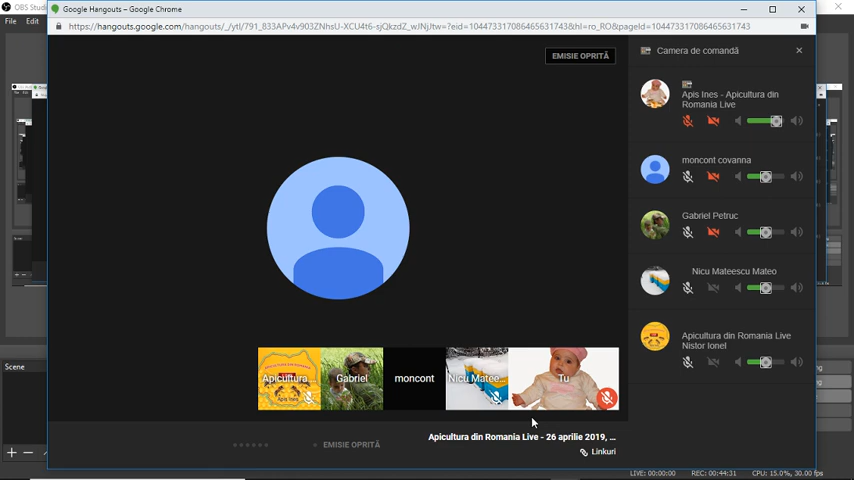 OBS Stud
File Edit
Google Hangouts – Google Chrome
https://hangouts.google.com/hangouts/_/ytl/791_833APv4v903ZNhsU-XCU4t6-sjQkzdZ_wJNjJtw=?eid=104473317086465631743&hl=ro_RO&pageId=104473317086465631743
EMISIE OPRITĂ
Camera de comandă
Apis Ines - Apicultura din
Romania Live
moncont covanna
Gabriel Petruc
Nicu Mateescu Mateo
Apicultura din Romania Live
Nistor Ionel
Apicultura... Gabriel moncont Nicu Matee... Tu
Apis Ines
Scene
EMISIE OPRITĂ
Apicultura din Romania Live - 26 aprilie 2019, ...
Linkuri
LIVE: 00:00:00 REC: 00:44:31 CPU: 15.0%, 30.00 fps